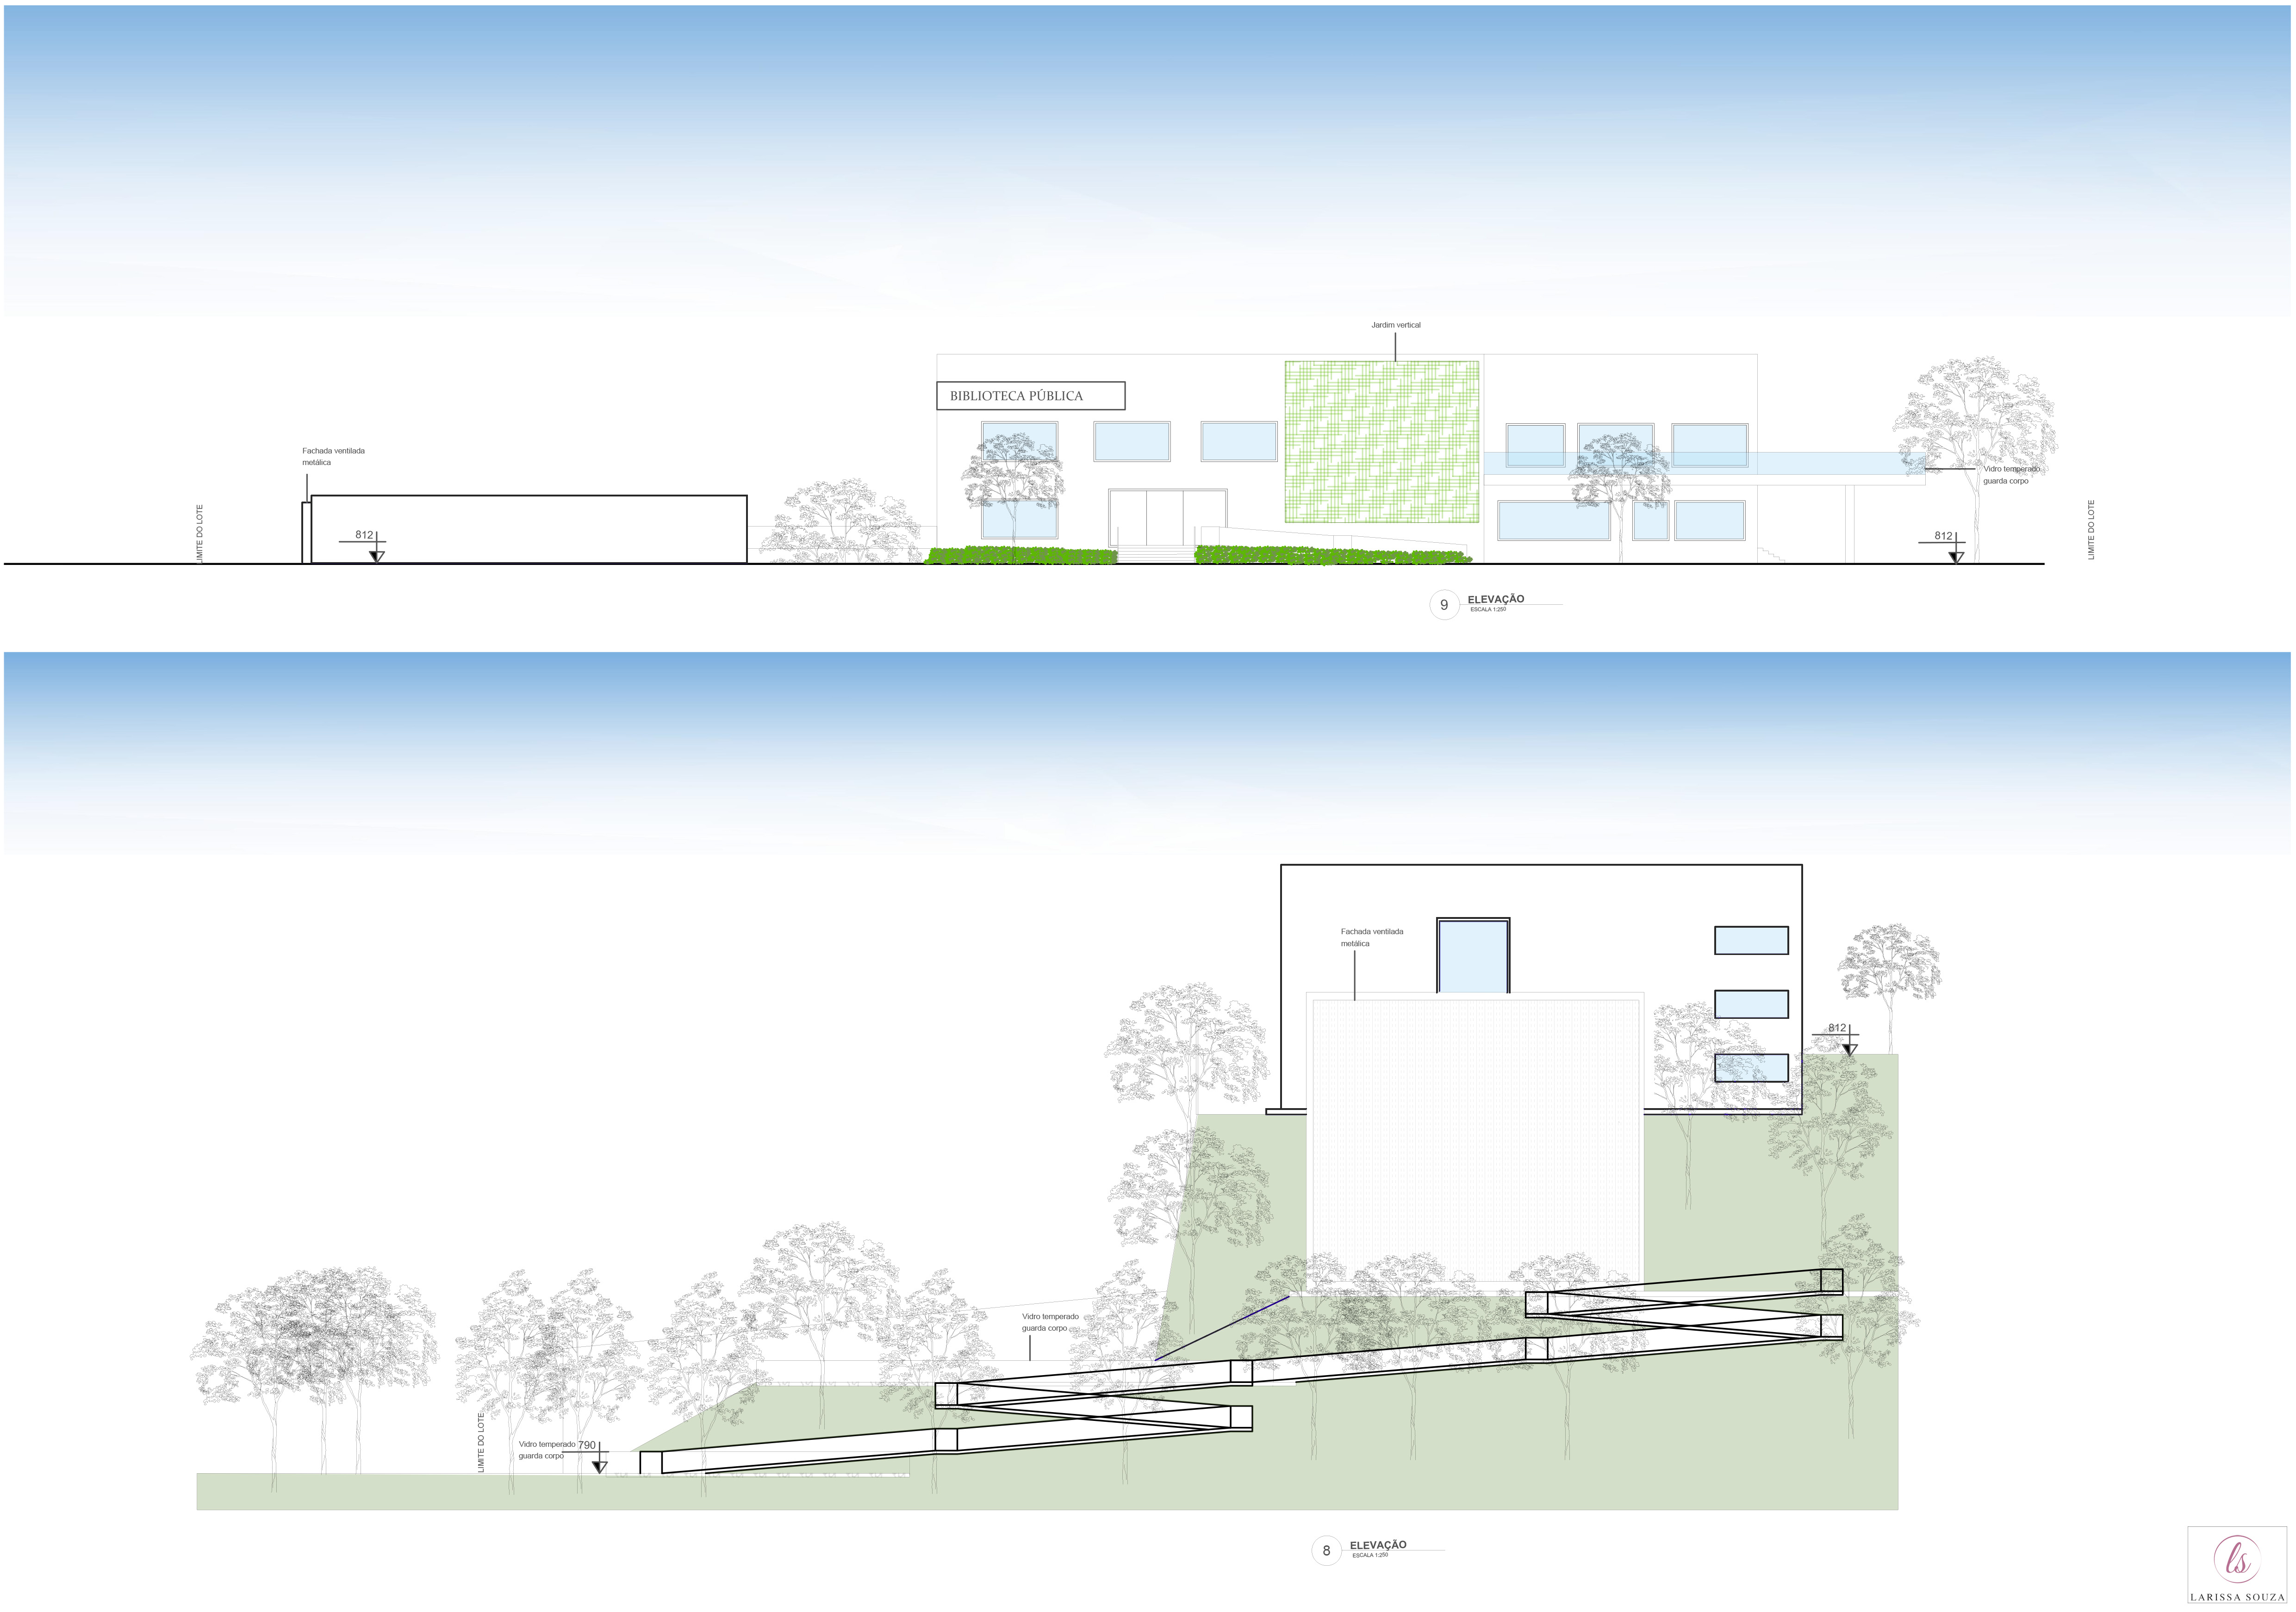 Jardim vertical
BIBLIOTECA PÚBLICA
Fachada ventilada
metálica
Vidro temperado
guarda corpo
LIMITE DO LOTE
812
812
LIMITE DO LOTE
9
ELEVAÇÃO
ESCALA 1:250
Fachada ventilada
metálica
812
Vidro temperado
guarda corpo
LIMITE DO LOTE
Vidro temperado
guarda corpo
790
8
ELEVAÇÃO
ESCALA 1:250
ls
LARISSA SOUZA